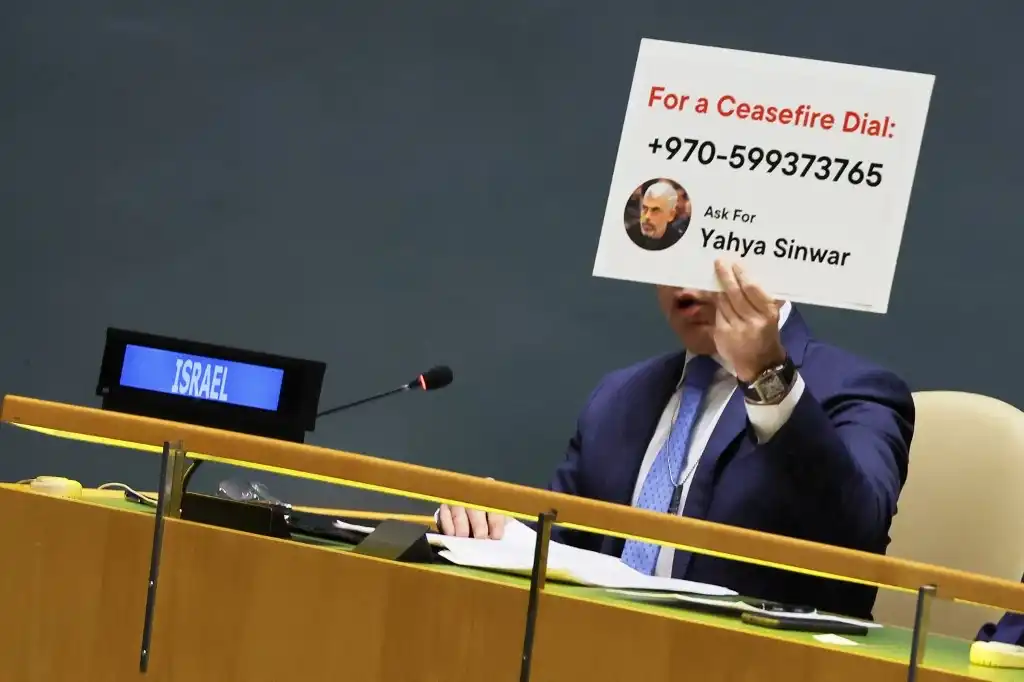 For a Ceasefire Dial:
+970-599373765
Ask For
Yahya Sinwar
ISRAEL